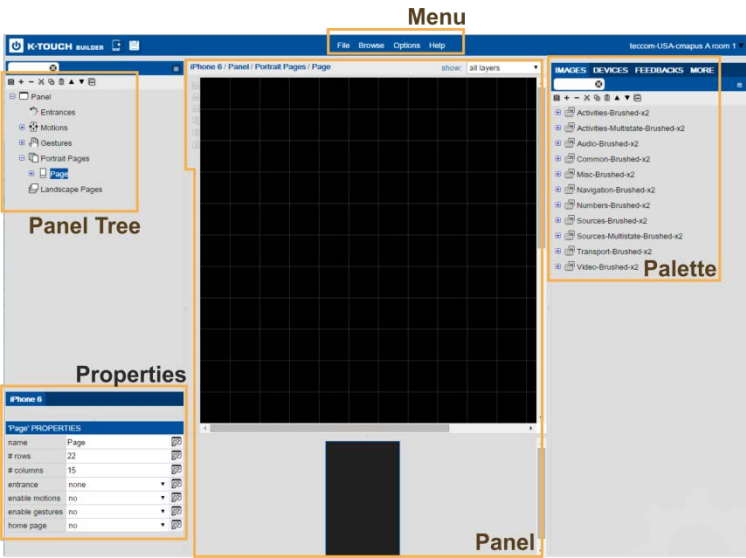 Menu
K-TOUCH BUILDER
File Browse Options Help
teccom-USA-cmapus A room 1
iPhone 6 / Panel / Portrait Pages / Page
show: all layers
IMAGES DEVICES FEEDBACKS MORE
Panel
Entrances
Motions
Gestures
Portrait Pages
Page
Landscape Pages
Panel Tree
Activities-Brushed-x2
Activities-Multistate-Brushed-x2
Audio-Brushed-x2
Common-Brushed-x2
Misc-Brushed-x2
Navigation-Brushed-x2
Numbers-Brushed-x2
Sources-Brushed-x2
Sources-Multistate-Brushed-x2
Transport-Brushed-x2
Video-Brushed-x2
Palette
Properties
iPhone 6
'Page' PROPERTIES
name Page
# rows 22
# columns 15
entrance none
enable motions no
enable gestures no
home page no
Panel